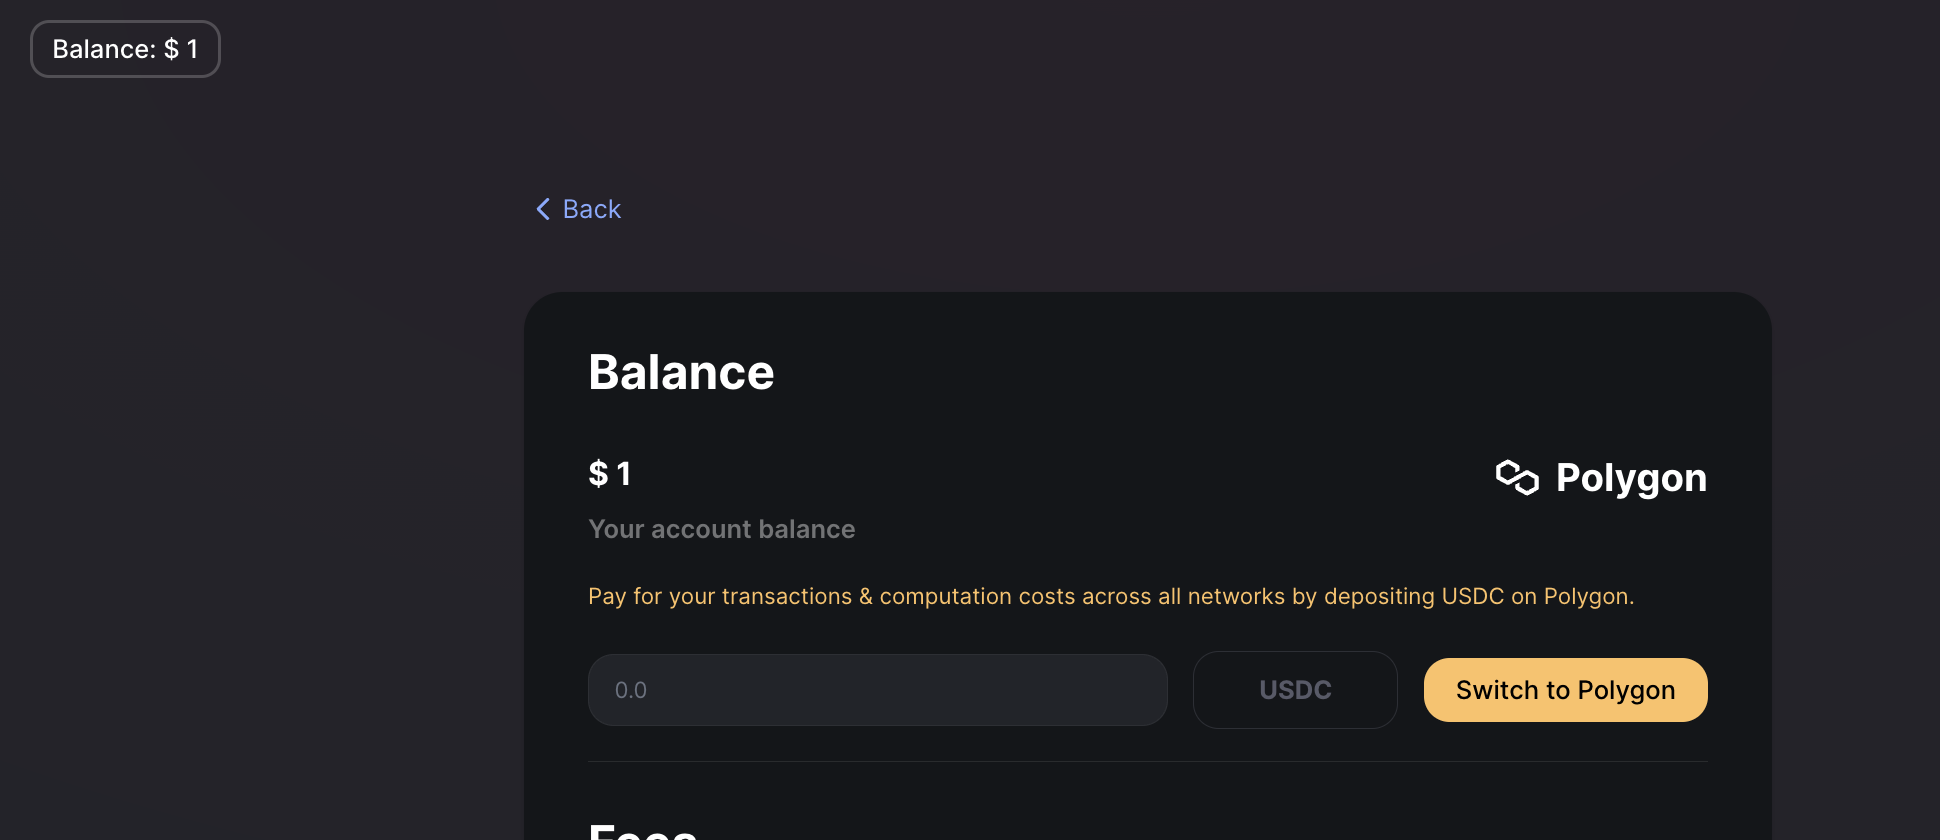 Balance: $ 1
Back
Balance
$ 1
Polygon
Your account balance
Pay for your transactions & computation costs across all networks by depositing USDC on Polygon.
0.0
USDC
Switch to Polygon
Fees